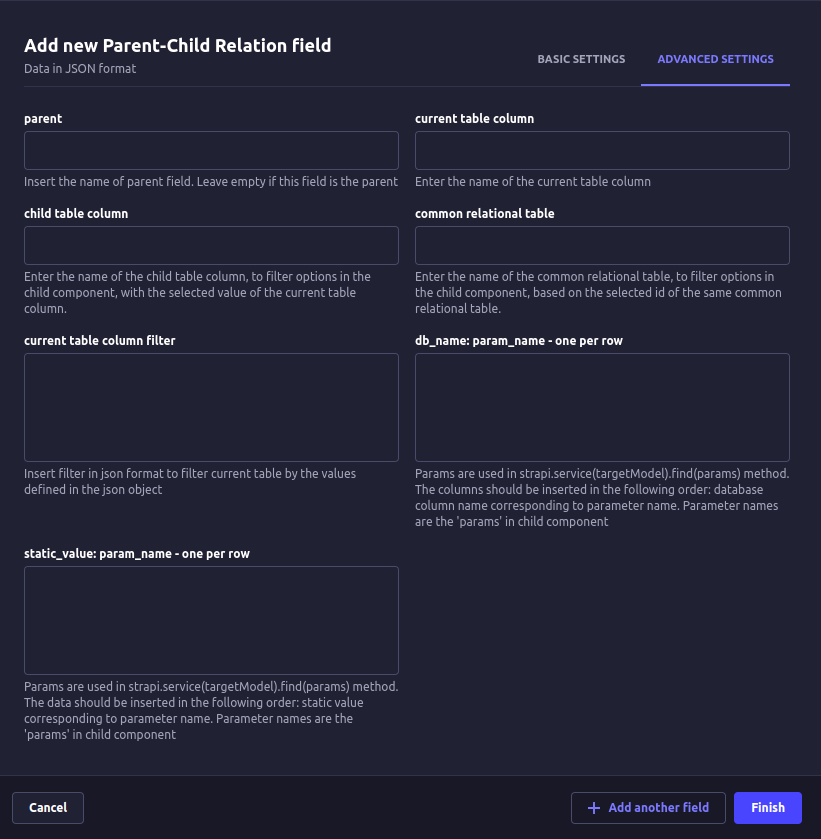 Add new Parent-Child Relation field
Data in JSON format
BASIC SETTINGS
ADVANCED SETTINGS
parent
Insert the name of parent field. Leave empty if this field is the parent
current table column
Enter the name of the current table column
child table column
Enter the name of the child table column, to filter options in the
child component, with the selected value of the current table
column.
common relational table
Enter the name of the common relational table, to filter options in
the child component, based on the selected id of the same common
relational table.
current table column filter
Insert filter in json format to filter current table by the values
defined in the json object
db_name: param_name - one per row
Params are used in strapi.service(targetModel).find(params) method.
The columns should be inserted in the following order: database
column name corresponding to parameter name. Parameter names
are the 'params' in child component
static_value: param_name - one per row
Params are used in strapi.service(targetModel).find(params) method.
The data should be inserted in the following order: static value
corresponding to parameter name. Parameter names are the
'params' in child component
Cancel
Add another field
Finish